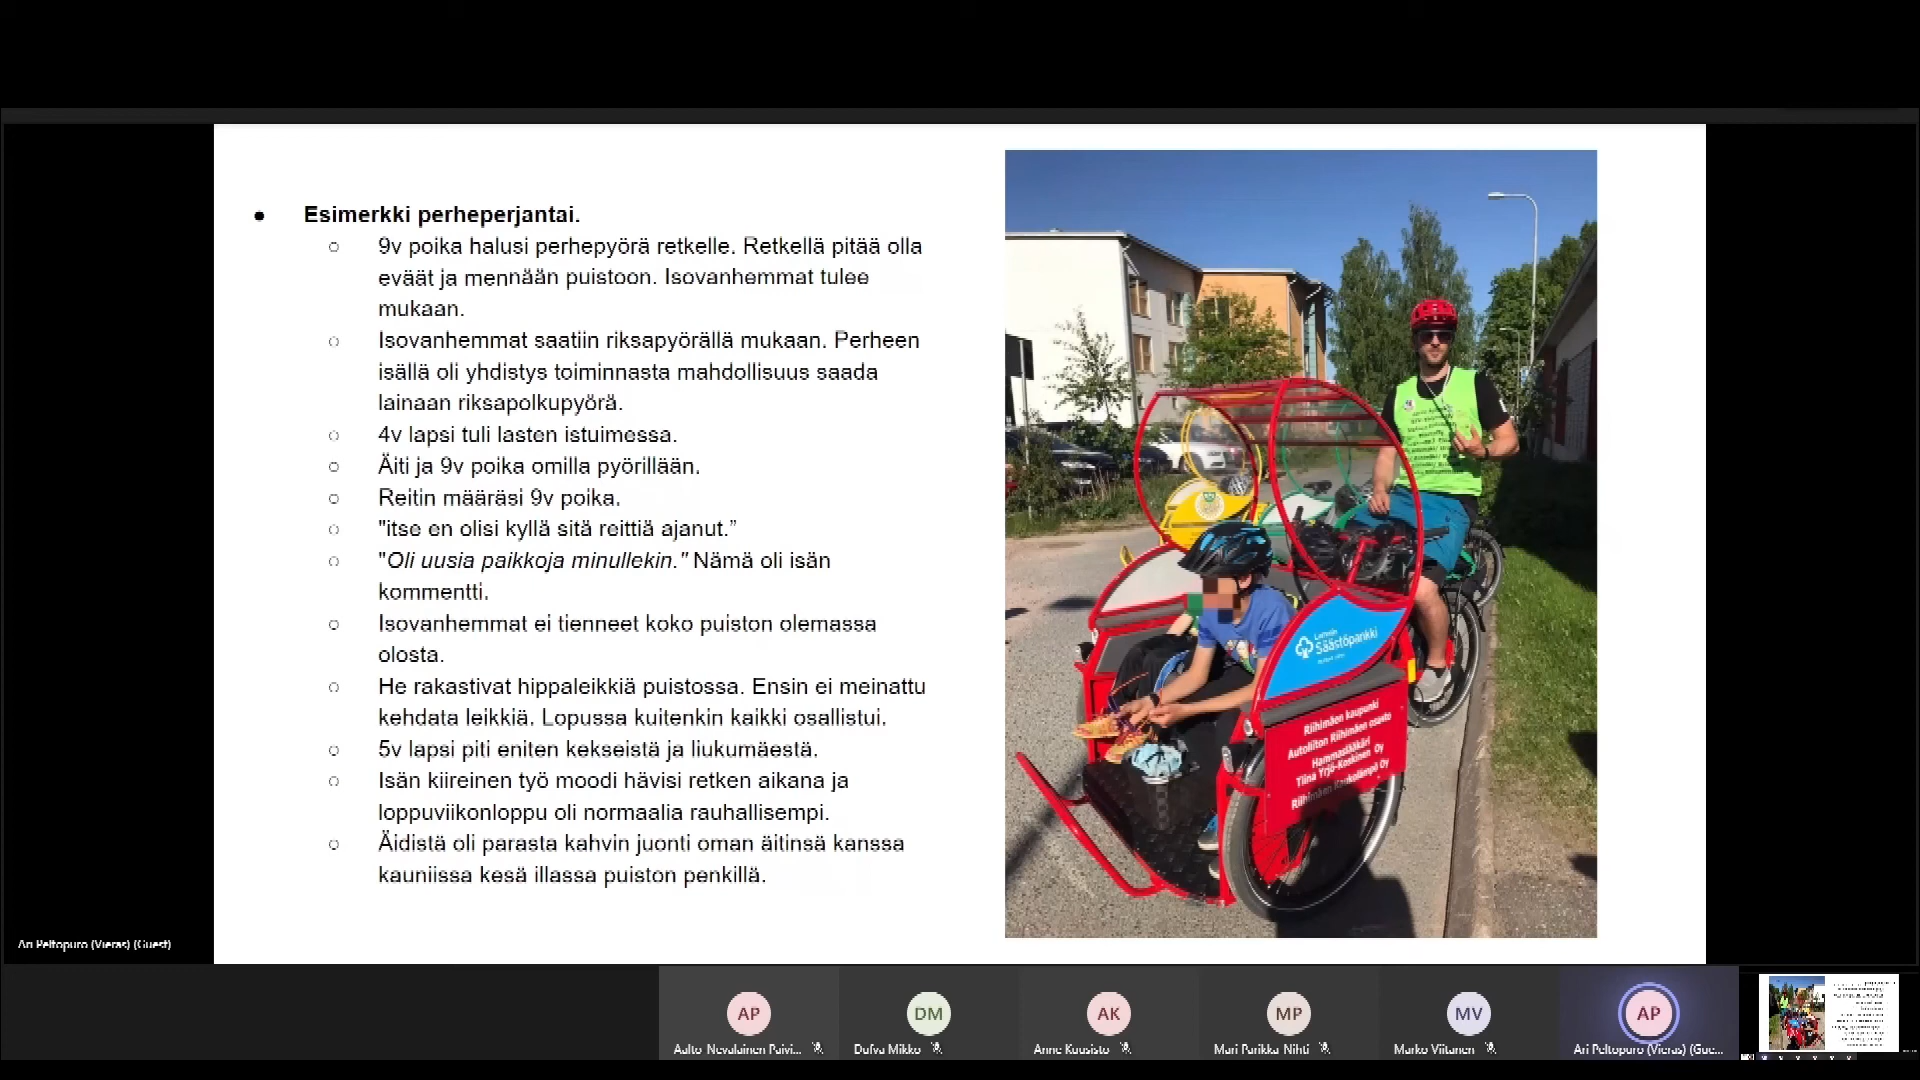 Esimerkki perheperjantai.
9v poika halusi perhepyörä retkelle. Retkellä pitää olla
eväät ja mennään puistoon. Isovanhemmat tulee
mukaan.
Isovanhemmat saatiin riksapyörällä mukaan. Perheen
isällä oli yhdistys toiminnasta mahdollisuus saada
lainaan riksapolkupyörä.
4v lapsi tuli lasten istuimessa.
Äiti ja 9v poika omilla pyörillään.
Reitin määräsi 9v poika.
"itse en olisi kyllä sitä reittiä ajanut.”
"Oli uusia paikkoja minullekin." Nämä oli isän
kommentti.
Isovanhemmat ei tienneet koko puiston olemassa
olosta.
He rakastivat hippaleikkiä puistossa. Ensin ei meinattu
kehdata leikkiä. Lopussa kuitenkin kaikki osallistui.
5v lapsi piti eniten kekseistä ja liukumäestä.
Isän kiireinen työ moodi hävisi retken aikana ja
loppuviikonloppu oli normaalia rauhallisempi.
Äidistä oli parasta kahvin juonti oman äitinsä kanssa
kauniissa kesä illassa puiston penkillä.
Säästöpankki
Riihimäen kaupunki
Autoliiton Riihimäen osasto
Hammaslääkäri
Tiina Yrjö-Koskinen Oy
Riihimäen Kaukolämpö Oy
Ari Peltopuro (Vieras) (Guest)
AP
DM
AK
MP
MV
AP
Aalto-Nevalainen Päivi...
Dufva Mikko
Anne Kuusisto
Mari Parikka-Nihti
Marko Viitanen
Ari Peltopuro (Vieras) (Gue...